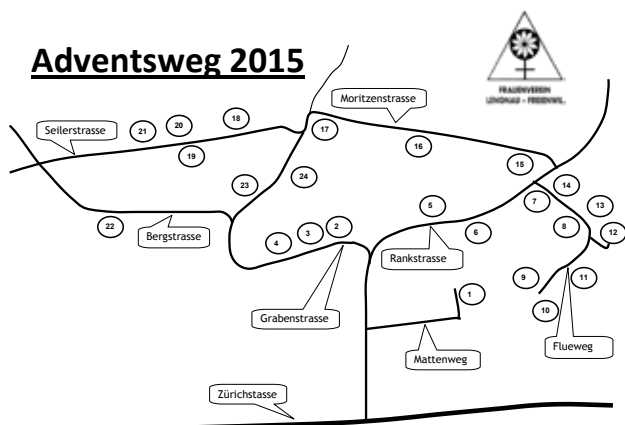 Adventsweg 2015
FRAUENVEREIN
LENGNAU - FREIENWIL
Moritzenstrasse
Seilerstrasse
21
20
18
17
16
19
15
24
23
14
7
13
5
2
3
4
6
8
12
22
Bergstrasse
Rankstrasse
9
11
1
10
Grabenstrasse
Mattenweg
Flueweg
Zürichstasse